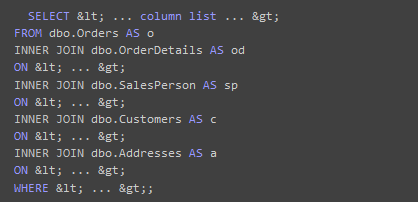 SELECT &lt; ... column list ... &gt;
FROM dbo.Orders AS o
INNER JOIN dbo.OrderDetails AS od
ON &lt; ... &gt;
INNER JOIN dbo.SalesPerson AS sp
ON &lt; ... &gt;
INNER JOIN dbo.Customers AS c
ON &lt; ... &gt;
INNER JOIN dbo.Addresses AS a
ON &lt; ... &gt;
WHERE &lt; ... &gt;;